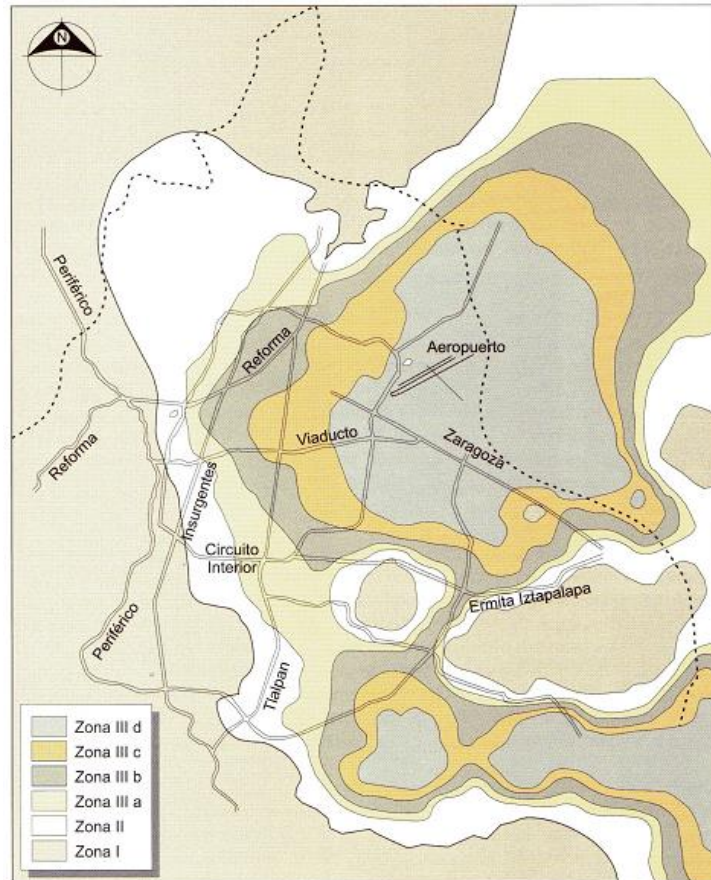 N
Periférico
Reforma
Aeropuerto
Reforma
Viaducto
Zaragoza
Insurgentes
Circuito
Interior
Ermita Iztapalapa
Periférico
Tlalpan
Zona III d
Zona III c
Zona III b
Zona III a
Zona II
Zona I